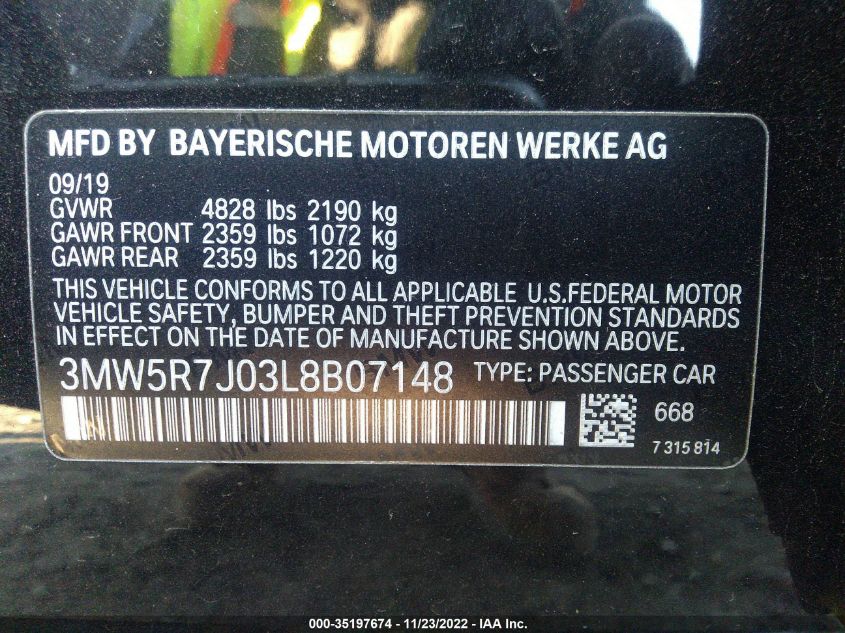 MFD BY BAYERISCHE MOTOREN WERKE AG
09/19
GVWR 4828 lbs 2190 kg
GAWR FRONT 2359 lbs 1072 kg
GAWR REAR 2359 lbs 1220 kg
THIS VEHICLE CONFORMS TO ALL APPLICABLE U.S.FEDERAL MOTOR
VEHICLE SAFETY, BUMPER AND THEFT PREVENTION STANDARDS
IN EFFECT ON THE DATE OF MANUFACTURE SHOWN ABOVE.
3MW5R7J03L8B07148 TYPE: PASSENGER CAR
668
7 315 814
000-35197674 - 11/23/2022 - IAA Inc.